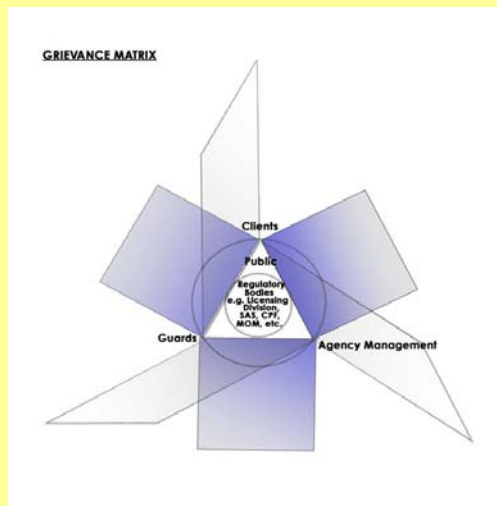 GRIEVANCE MATRIX
Clients
Public
Regulatory
Bodies
e.g. Licensing
Division,
SAS, CPF,
MOM, etc.
Guards
Agency Management